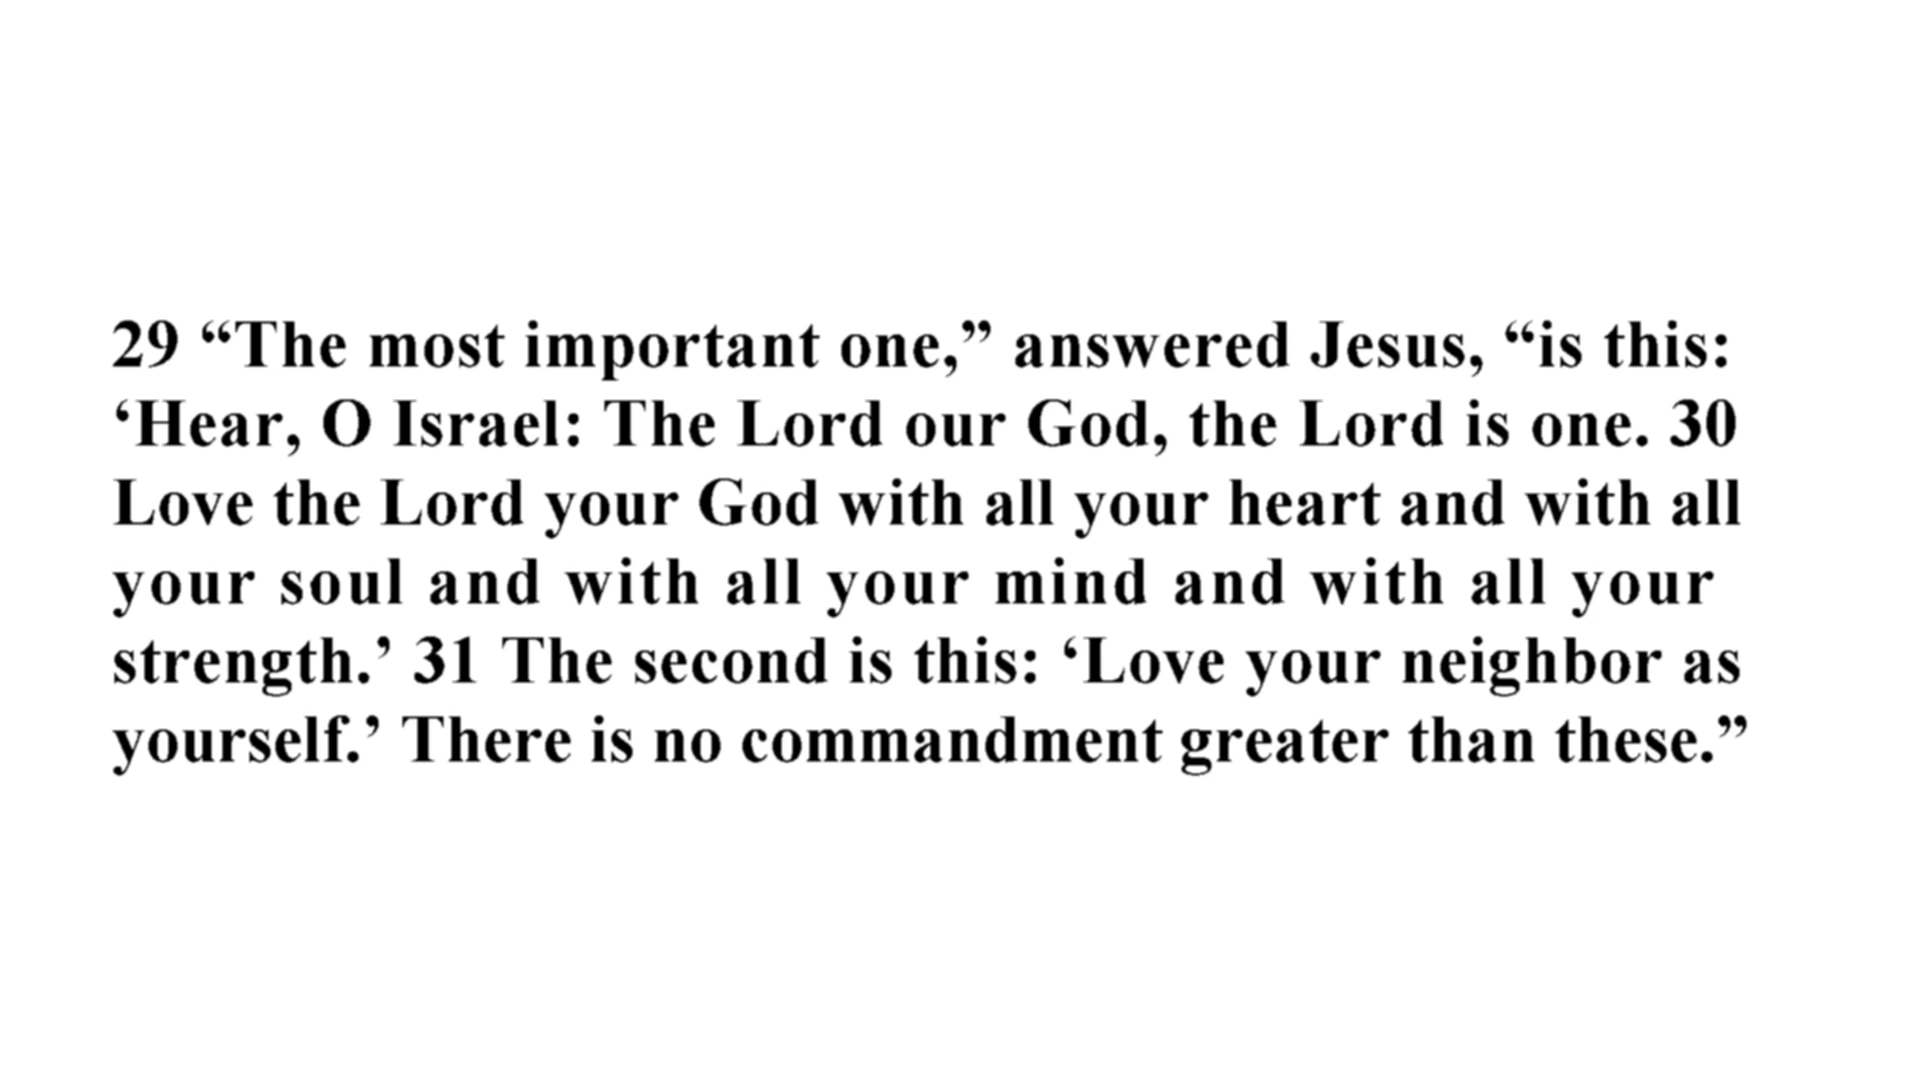 29 “The most important one,” answered Jesus, “is this:
‘Hear, O Israel: The Lord our God, the Lord is one. 30
Love the Lord your God with all your heart and with all
your soul and with all your mind and with all your
strength.’ 31 The second is this: ‘Love your neighbor as
yourself.’ There is no commandment greater than these.”